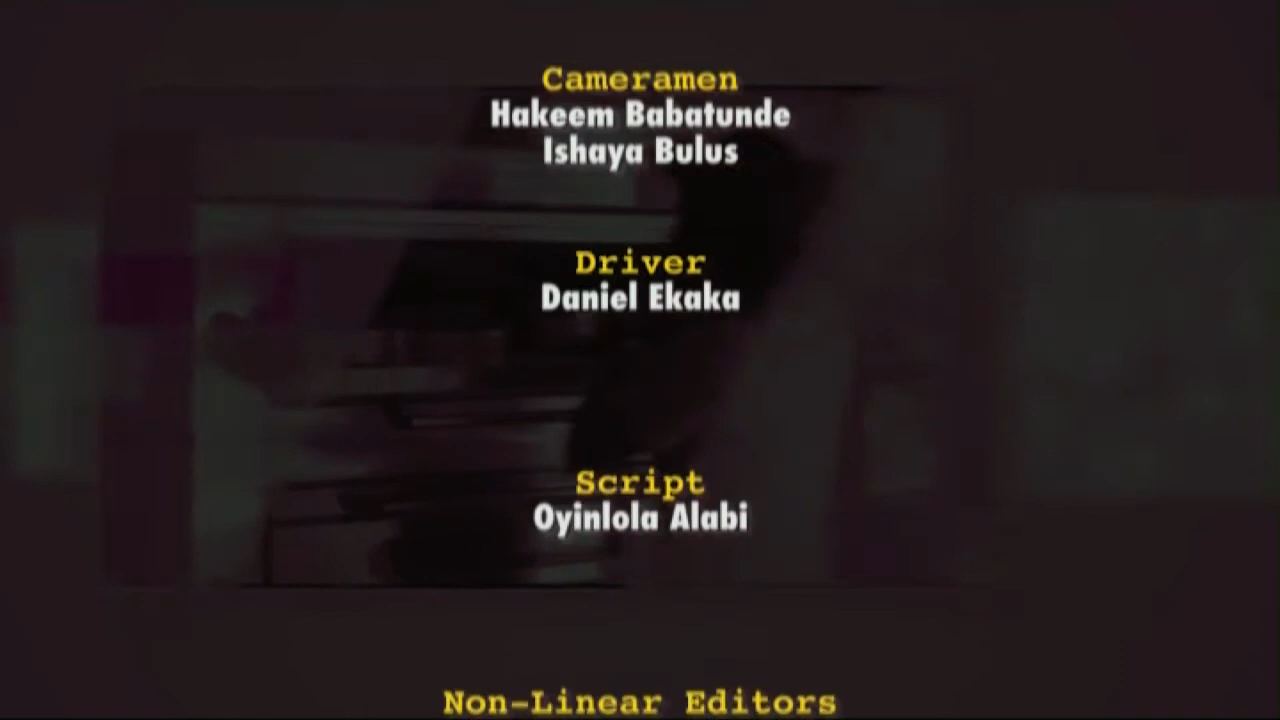 Cameramen
Hakeem Babatunde
Ishaya Bulus
Driver
Daniel Ekaka
Script
Oyinlola Alabi
Non-Linear Editors